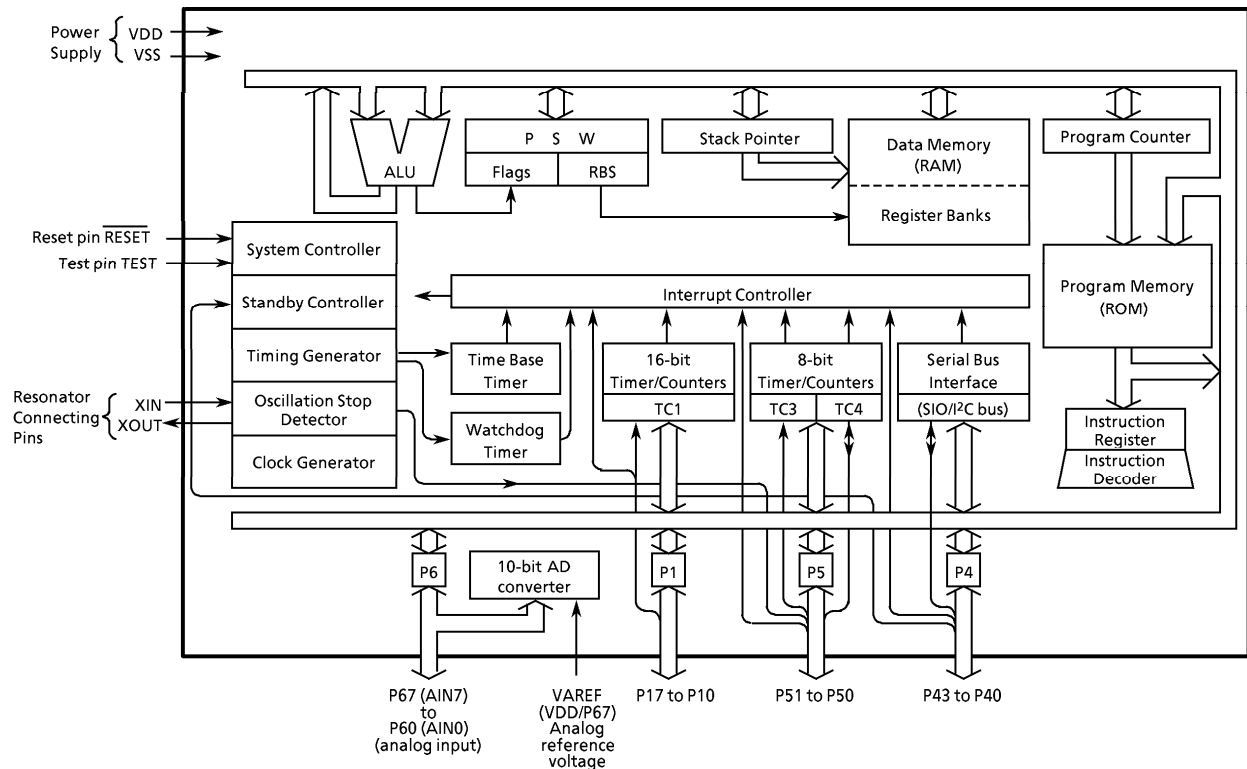 Power
Supply
VDD
VSS
P S W
Flags
RBS
ALU
Stack Pointer
Data Memory
(RAM)
Register Banks
Program Counter
Reset pin RESET
Test pin TEST
System Controller
Standby Controller
Timing Generator
Oscillation Stop
Detector
Clock Generator
Interrupt Controller
Program Memory
(ROM)
Time Base
Timer
Watchdog
Timer
16-bit
Timer/Counters
TC1
8-bit
Timer/Counters
TC3
TC4
Serial Bus
Interface
(SIO/I²C bus)
Resonator
Connecting
Pins
XIN
XOUT
Instruction
Register
Instruction
Decoder
P6
10-bit AD
converter
P1
P5
P4
P67 (AIN7)
to
P60 (AIN0)
(analog input)
VAREF
(VDD/P67)
Analog
reference
voltage
P17 to P10
P51 to P50
P43 to P40